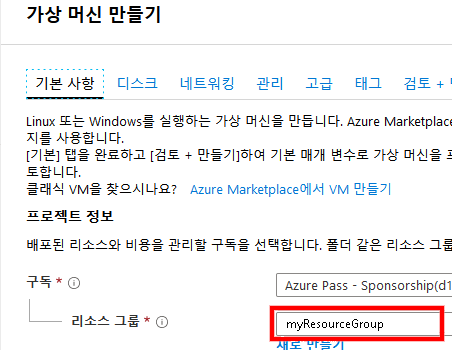 가상 머신 만들기
기본 사항 디스크 네트워킹 관리 고급 태그 검토 +
Linux 또는 Windows를 실행하는 가상 머신을 만듭니다. Azure Marketplace
지를 사용합니다.
[기본] 탭을 완료하고 [검토 + 만들기]하여 기본 매개 변수로 가상 머신을
토합니다.
클래식 VM을 찾으시나요? Azure Marketplace에서 VM 만들기
프로젝트 정보
배포된 리소스와 비용을 관리할 구독을 선택합니다. 폴더 같은 리소스 그룹
구독 *
Azure Pass - Sponsorship(d1
리소스 그룹 *
myResourceGroup
새로 만들기